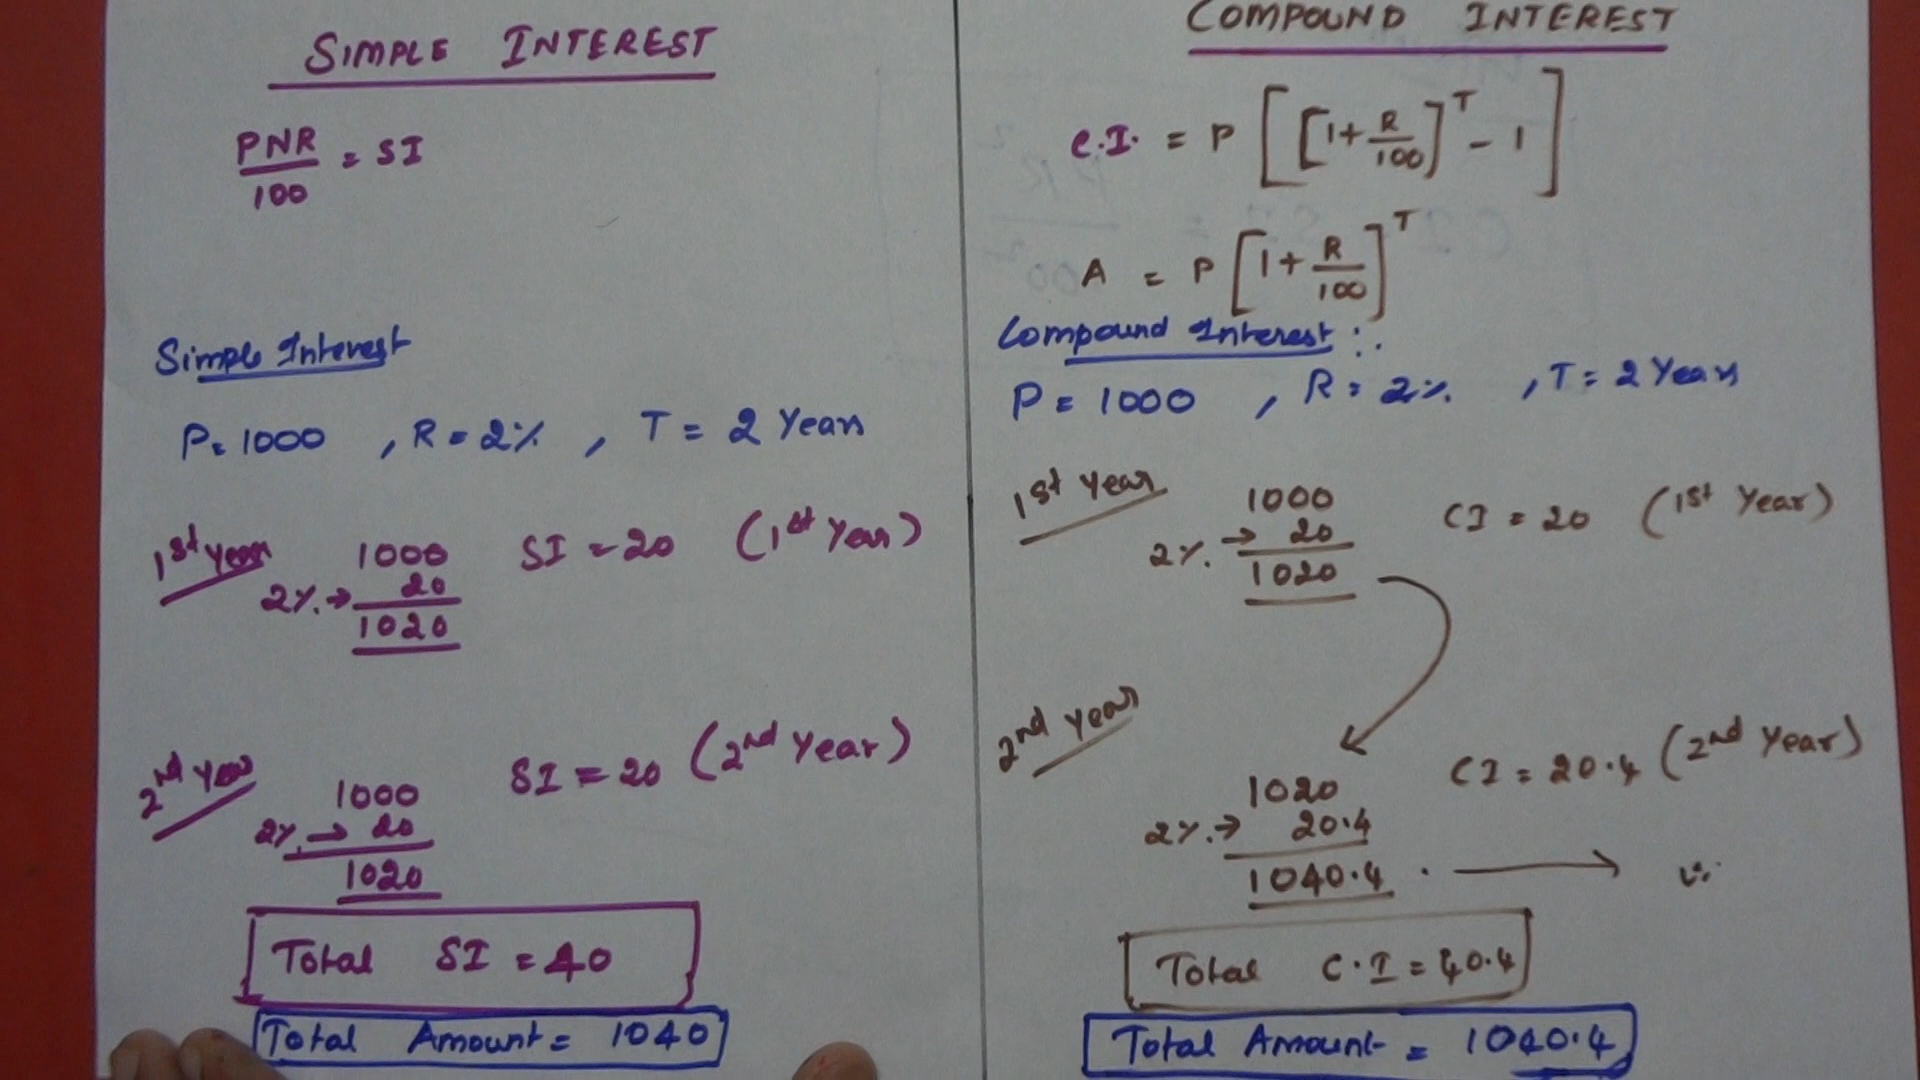 SIMPLE INTEREST
PNR
100
= SI
Simple Interest
P= 1000 , R = 2% , T = 2 Years
1st year
1000
SI = 20 (1st Year)
2% → 20
1020
2nd year
1000
SI = 20 (2nd Year)
2% → 20
1020
Total SI = 40
Total Amount = 1040
COMPOUND INTEREST
C.I. = P [[1+R/100]^T - 1]
A = P [1+R/100]^T
Compound Interest :.
P = 1000 , R = 2% , T = 2 Years
1st Year
1000
CI = 20 (1st Year)
2% → 20
1020
2nd year
1020
CI = 20.4 (2nd Year)
2% → 20.4
1040.4 . →
Total C.I = 40.4
Total Amount = 1040.4